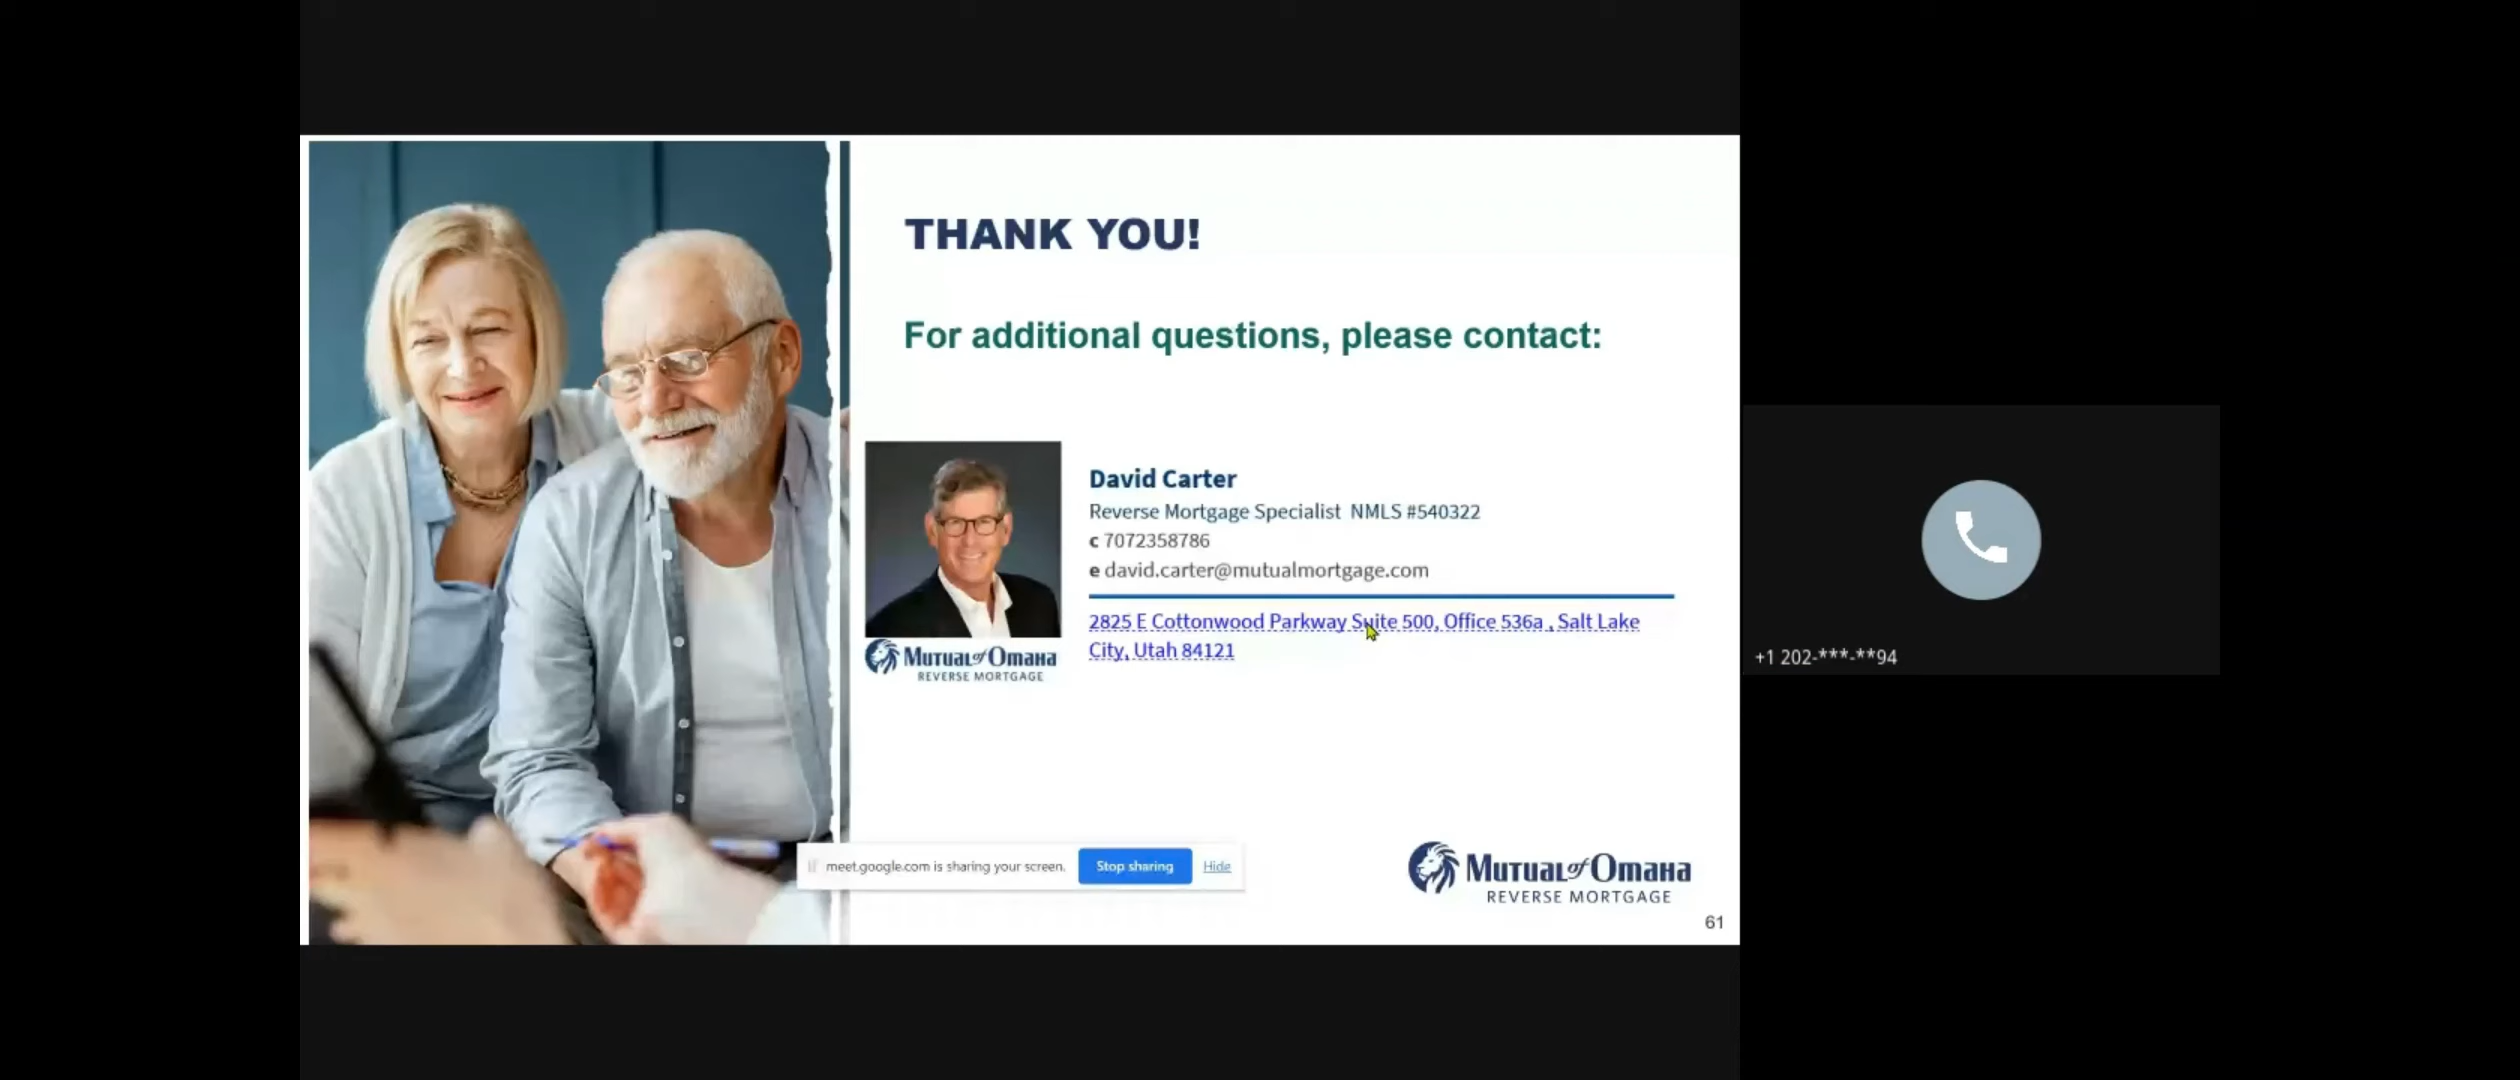 THANK YOU!
For additional questions, please contact:
David Carter
Reverse Mortgage Specialist NMLS #540322
c 7072358786
e david.carter@mutualmortgage.com
2825 E Cottonwood Parkway Suite 500, Office 536a , Salt Lake
City, Utah 84121
Mutual of Omaha
REVERSE MORTGAGE
+1 202-***-**94
meet.google.com is sharing your screen. Stop sharing Hide
Mutual of Omaha
REVERSE MORTGAGE
61